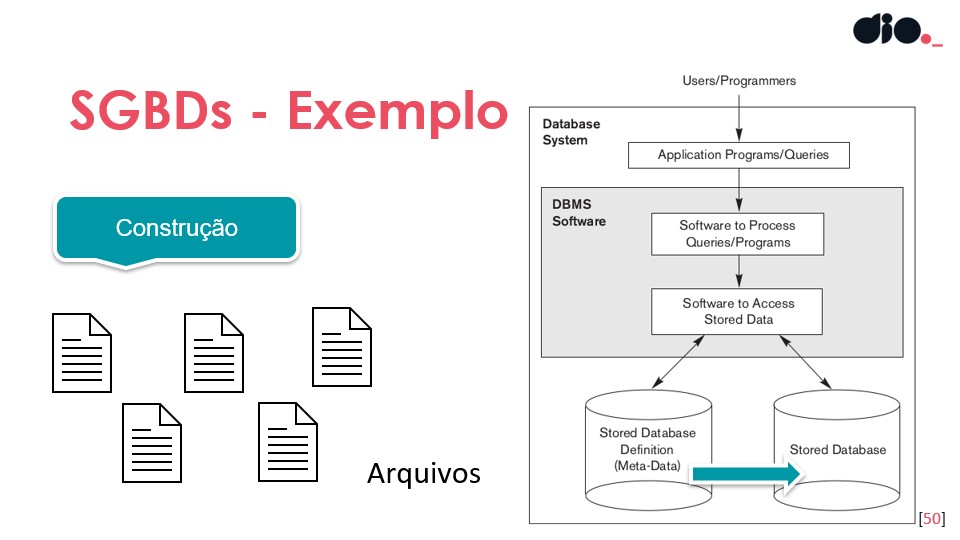 dio._
SGBDs - Exemplo
Construção
Arquivos
Users/Programmers
Database
System
Application Programs/Queries
DBMS
Software
Software to Process
Queries/Programs
Software to Access
Stored Data
Stored Database
Definition
(Meta-Data)
Stored Database
[50]